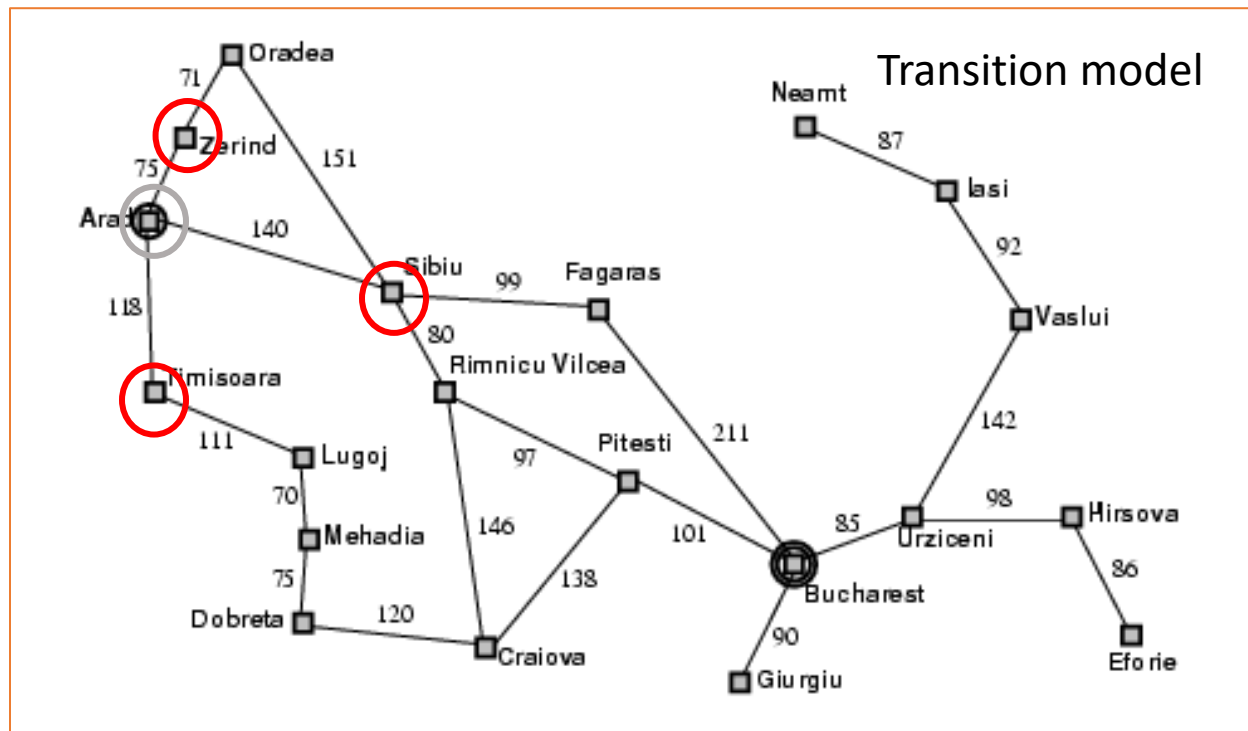 Oradea
Transition model
71
Neamt
Zerind
87
75
151
Iasi
Arad
140
92
Sibiu
Fagaras
99
118
Vaslui
80
Timisoara
Rimnicu Vilcea
142
111
Pitesti
211
Lugoj
97
70
98
Hirsova
146
101
85
Urziceni
Mehadia
138
86
75
Bucharest
Dobreta
120
90
Craiova
Eforie
Giurgiu